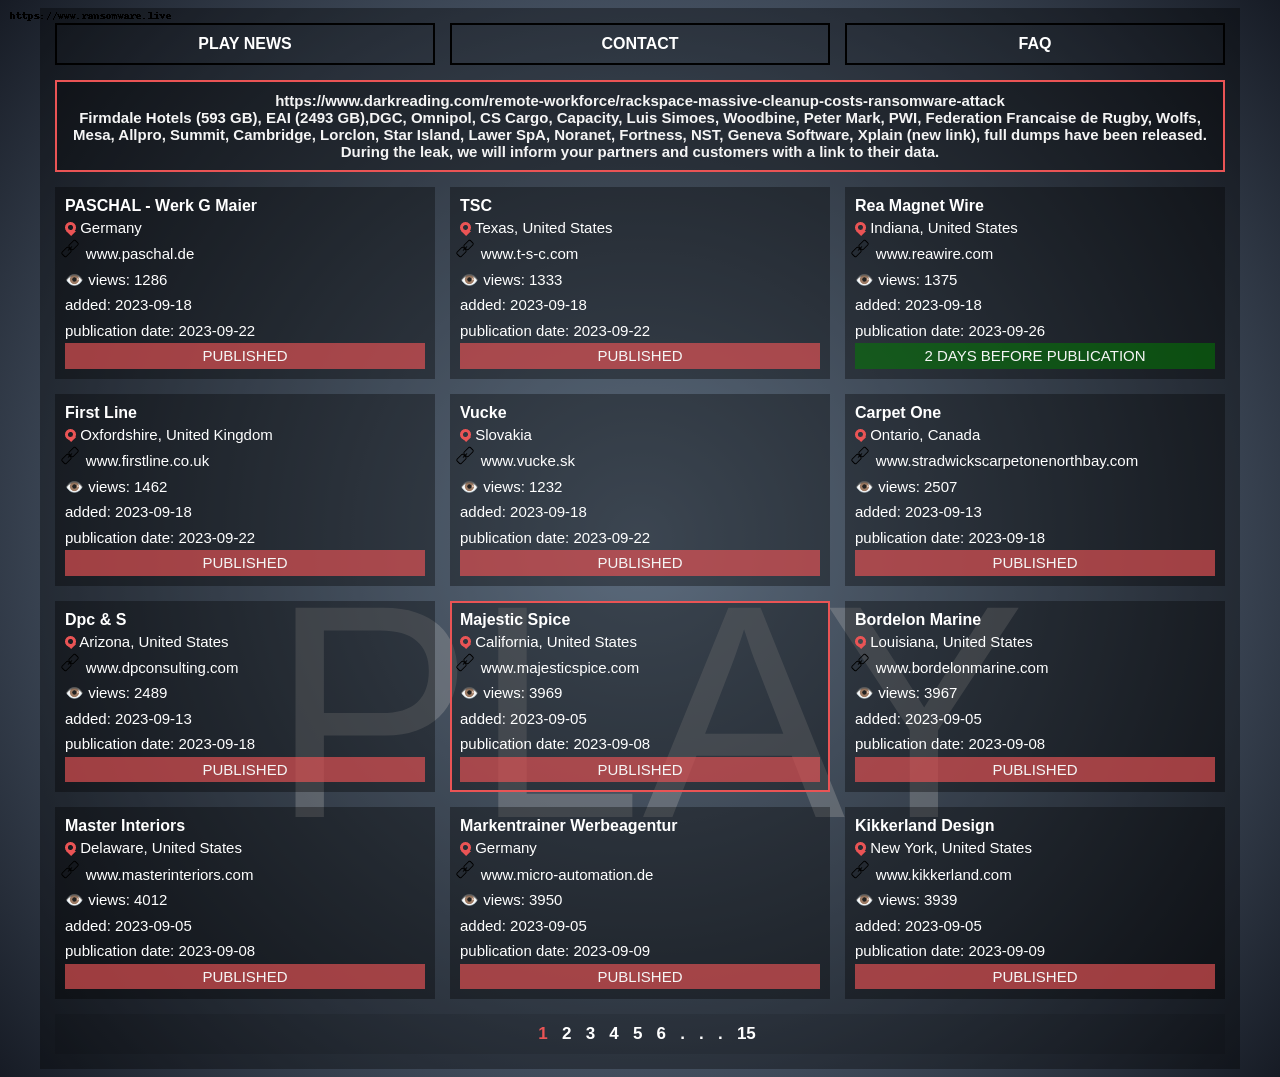 https://www.ransomware.live
PLAY NEWS
CONTACT
FAQ
https://www.darkreading.com/remote-workforce/rackspace-massive-cleanup-costs-ransomware-attack
Firmdale Hotels (593 GB), EAI (2493 GB),DGC, Omnipol, CS Cargo, Capacity, Luis Simoes, Woodbine, Peter Mark, PWI, Federation Francaise de Rugby, Wolfs,
Mesa, Allpro, Summit, Cambridge, Lorclon, Star Island, Lawer SpA, Noranet, Fortness, NST, Geneva Software, Xplain (new link), full dumps have been released.
During the leak, we will inform your partners and customers with a link to their data.
PASCHAL - Werk G Maier
Germany
www.paschal.de
views: 1286
added: 2023-09-18
publication date: 2023-09-22
PUBLISHED
TSC
Texas, United States
www.t-s-c.com
views: 1333
added: 2023-09-18
publication date: 2023-09-22
PUBLISHED
Rea Magnet Wire
Indiana, United States
www.reawire.com
views: 1375
added: 2023-09-18
publication date: 2023-09-26
2 DAYS BEFORE PUBLICATION
First Line
Oxfordshire, United Kingdom
www.firstline.co.uk
views: 1462
added: 2023-09-18
publication date: 2023-09-22
PUBLISHED
Vucke
Slovakia
www.vucke.sk
views: 1232
added: 2023-09-18
publication date: 2023-09-22
PUBLISHED
Carpet One
Ontario, Canada
www.stradwickscarpetonenorthbay.com
views: 2507
added: 2023-09-13
publication date: 2023-09-18
PUBLISHED
Dpc & S
Arizona, United States
www.dpconsulting.com
views: 2489
added: 2023-09-13
publication date: 2023-09-18
PUBLISHED
Majestic Spice
California, United States
www.majesticspice.com
views: 3969
added: 2023-09-05
publication date: 2023-09-08
PUBLISHED
Bordelon Marine
Louisiana, United States
www.bordelonmarine.com
views: 3967
added: 2023-09-05
publication date: 2023-09-08
PUBLISHED
PLAY
Master Interiors
Delaware, United States
www.masterinteriors.com
views: 4012
added: 2023-09-05
publication date: 2023-09-08
PUBLISHED
Markentrainer Werbeagentur
Germany
www.micro-automation.de
views: 3950
added: 2023-09-05
publication date: 2023-09-09
PUBLISHED
Kikkerland Design
New York, United States
www.kikkerland.com
views: 3939
added: 2023-09-05
publication date: 2023-09-09
PUBLISHED
1 2 3 4 5 6 . . . 15